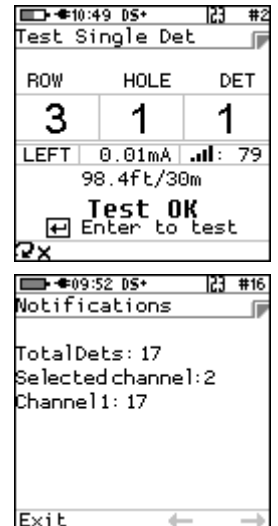 10:49 DS+ 123 #2
Test Single Det
ROW HOLE DET
3 1 1
LEFT 0.01mA : 79
98.4ft/30m
Test OK
Enter to test
09:52 DS+ 123 #16
Notifications
TotalDets: 17
Selected channel:2
Channel1: 17
Exit ← →